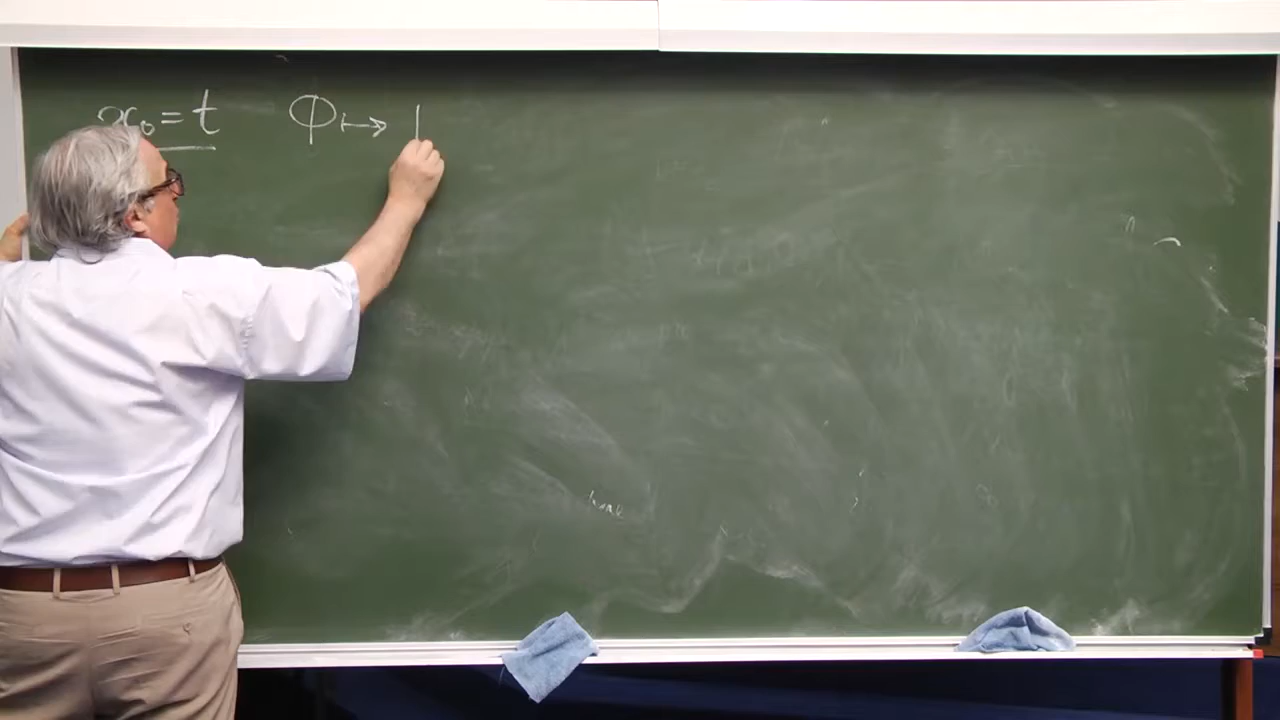 x₀ = t Φ ↦ |